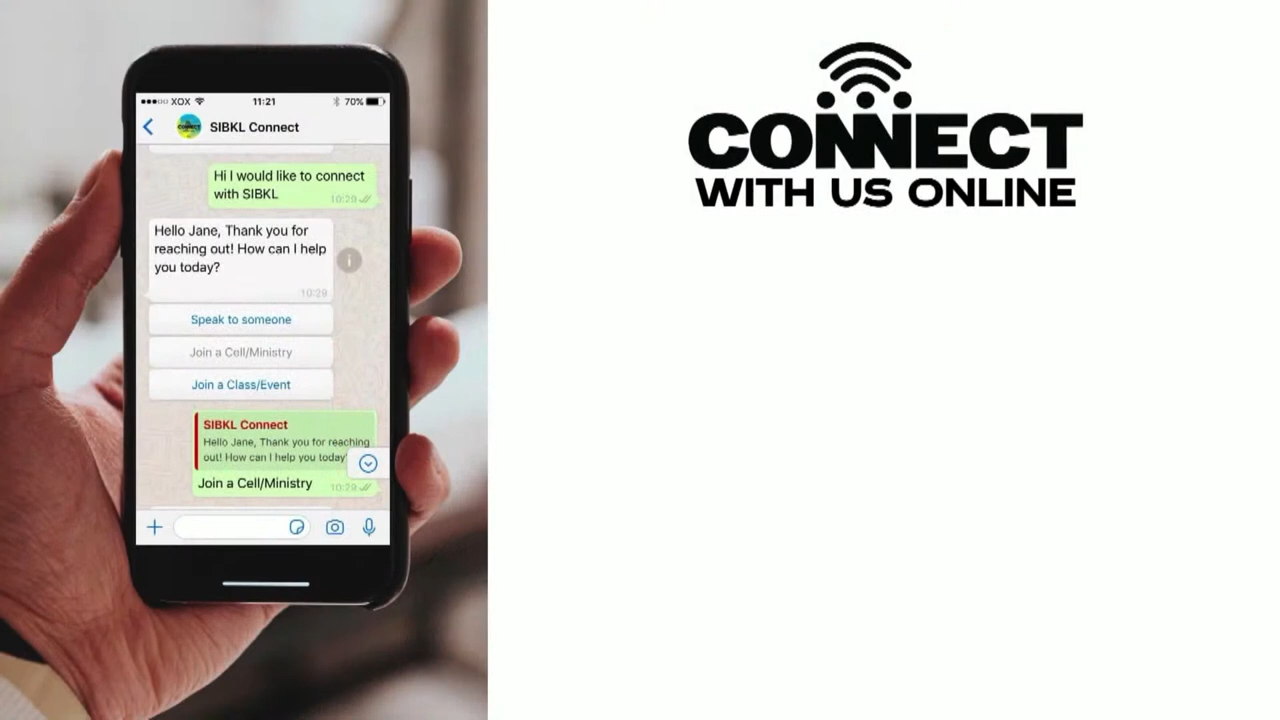 XOX
11:21
70%
SIBKL Connect
Hi I would like to connect
with SIBKL
10:29
Hello Jane, Thank you for
reaching out! How can I help
you today?
10:29
Speak to someone
Join a Cell/Ministry
Join a Class/Event
SIBKL Connect
Hello Jane, Thank you for reaching
out! How can I help you today
Join a Cell/Ministry
10:29
CONNECT
WITH US ONLINE